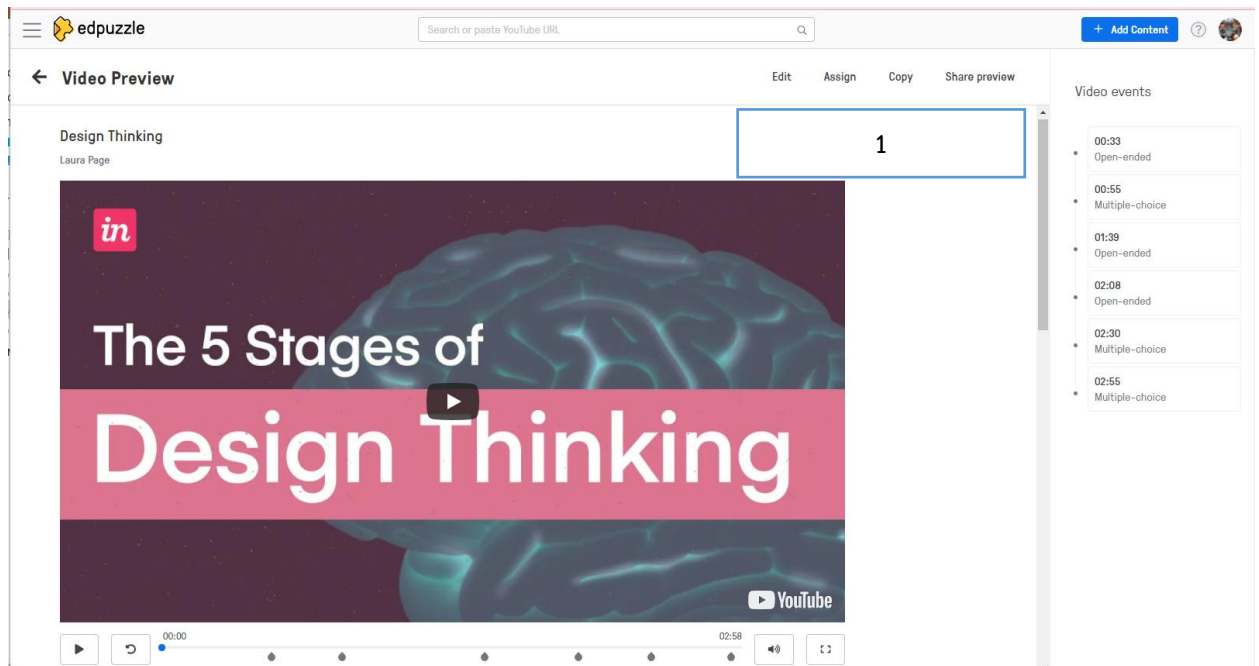 edpuzzle
Search or paste YouTube URL
+ Add Content
?
Video Preview
Edit Assign Copy Share preview
Video events
Design Thinking
Laura Page
1
in
The 5 Stages of
Design Thinking
YouTube
00:00
02:58
00:33
Open-ended
00:55
Multiple-choice
01:39
Open-ended
02:08
Open-ended
02:30
Multiple-choice
02:55
Multiple-choice